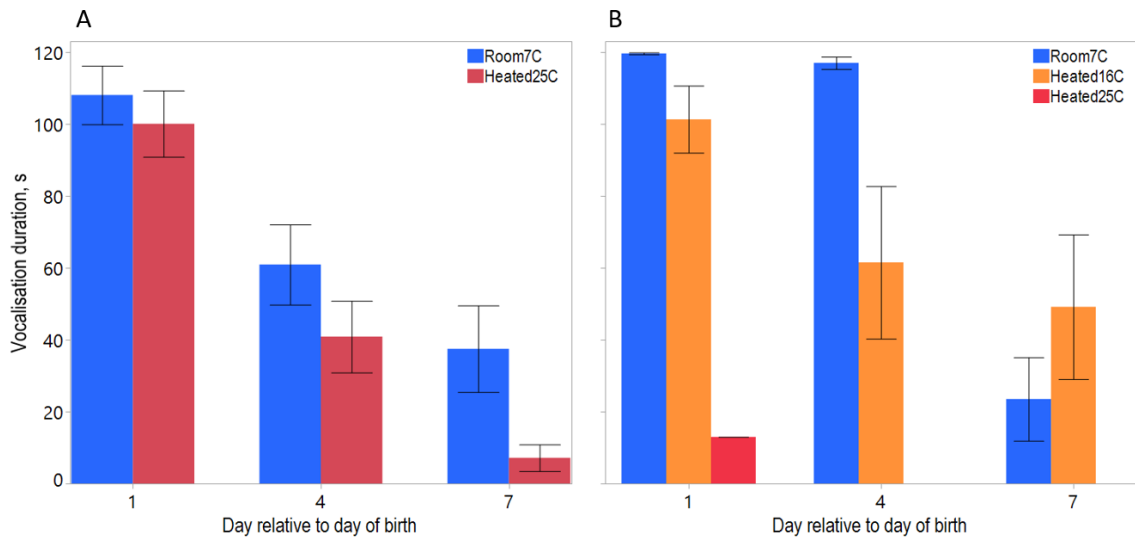 A
B
120
100
80
60
40
20
0
Vocalisation duration, s
Room7C
Heated25C
1
4
7
Day relative to day of birth
Room7C
Heated16C
Heated25C
1
4
7
Day relative to day of birth